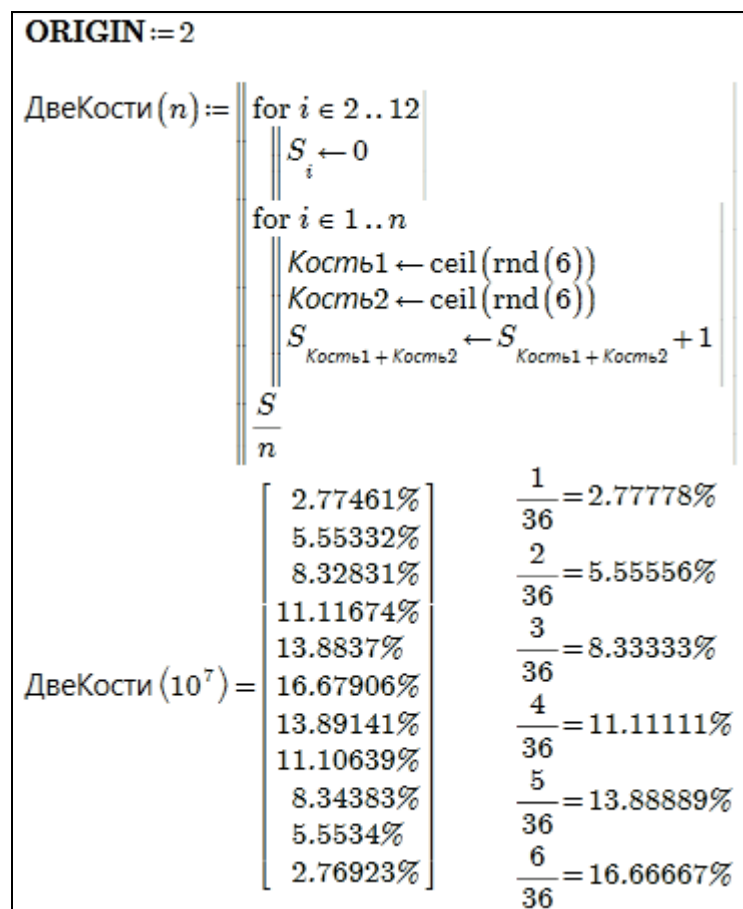 ORIGIN := 2
ДвеКости (n) := for i ∈ 2 .. 12
S i ← 0
for i ∈ 1 .. n
Кость1 ← ceil (rnd (6))
Кость2 ← ceil (rnd (6))
S Кость1 + Кость2 ← S Кость1 + Кость2 + 1
S
n
ДвеКости (10^7) =
2.77461%
5.55332%
8.32831%
11.11674%
13.8837%
16.67906%
13.89141%
11.10639%
8.34383%
5.5534%
2.76923%
1/36 = 2.77778%
2/36 = 5.55556%
3/36 = 8.33333%
4/36 = 11.11111%
5/36 = 13.88889%
6/36 = 16.66667%